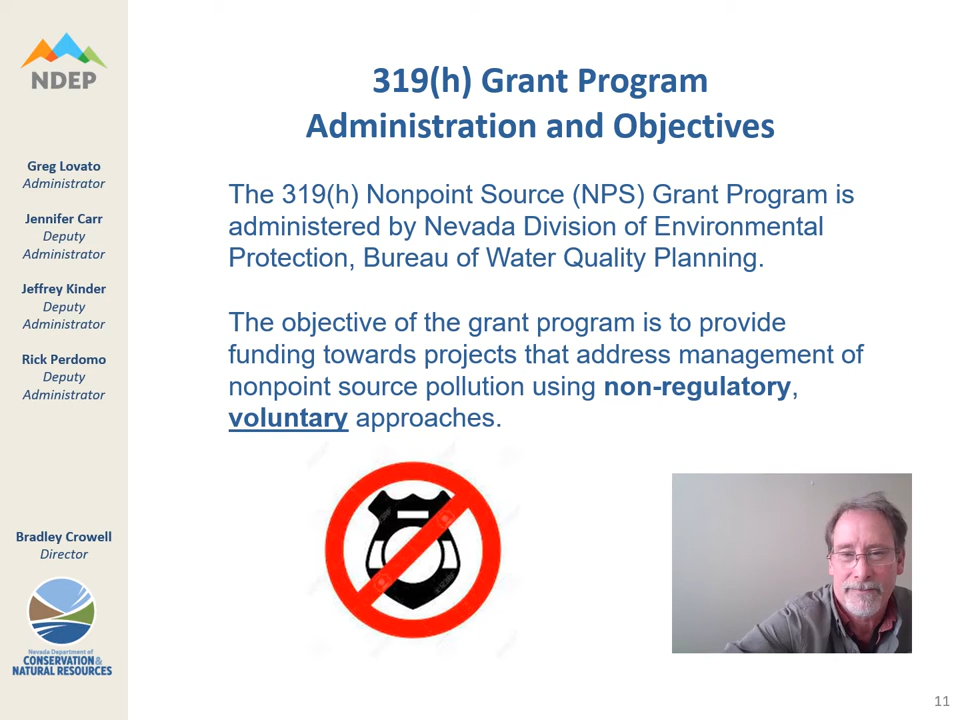 NDEP
Greg Lovato
Administrator
Jennifer Carr
Deputy
Administrator
Jeffrey Kinder
Deputy
Administrator
Rick Perdomo
Deputy
Administrator
Bradley Crowell
Director
Nevada Department of
CONSERVATION &
NATURAL RESOURCES
319(h) Grant Program
Administration and Objectives
The 319(h) Nonpoint Source (NPS) Grant Program is
administered by Nevada Division of Environmental
Protection, Bureau of Water Quality Planning.
The objective of the grant program is to provide
funding towards projects that address management of
nonpoint source pollution using non-regulatory,
voluntary approaches.
11